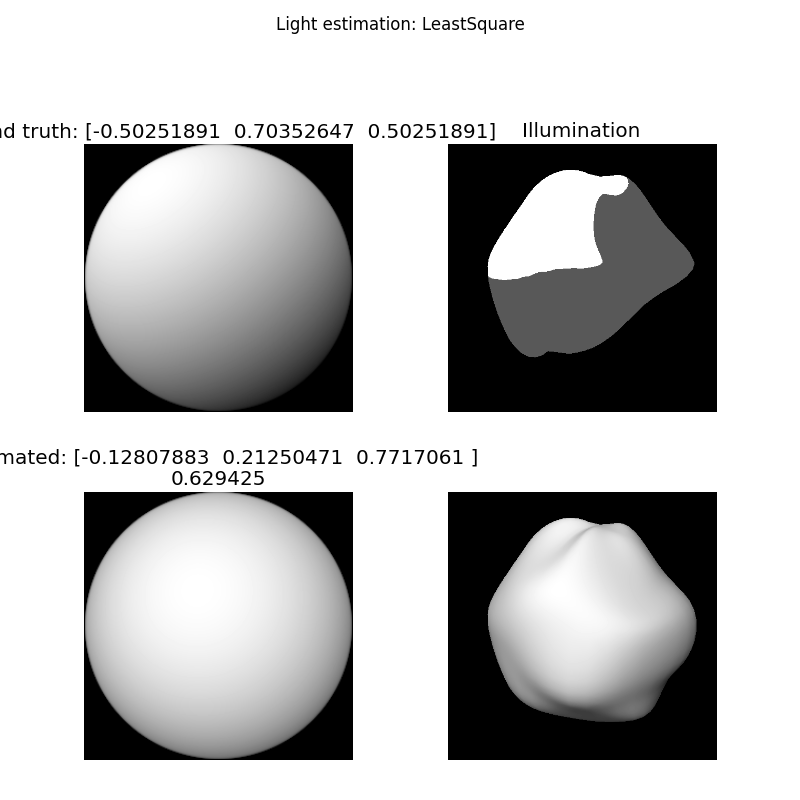 Light estimation: LeastSquare
truth: [-0.50251891  0.70352647  0.50251891]
Illumination
[-0.12807883  0.21250471  0.7717061 ]
0.629425